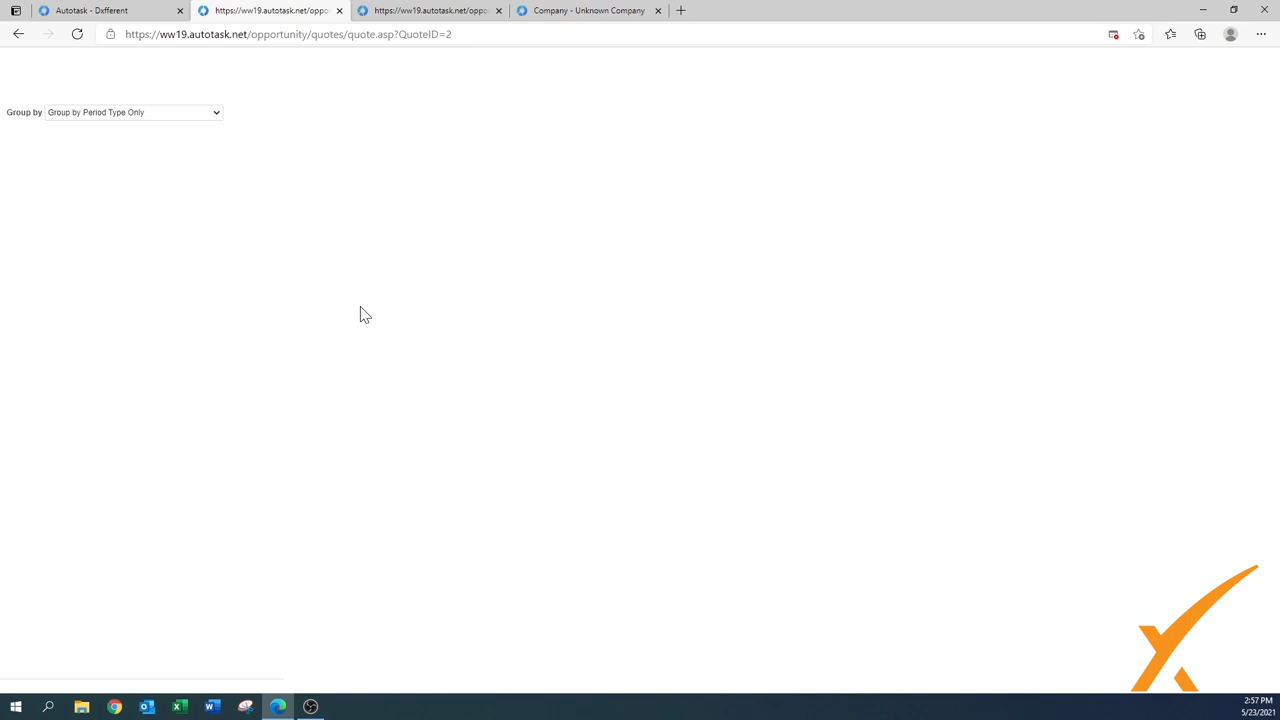 Autotask - Dxfferent
https://ww19.autotask.net/oppo
https://ww19.autotask.net/oppo
Company - Unknown Company
https://ww19.autotask.net/opportunity/quotes/quote.asp?QuoteID=2
Group by Group by Period Type Only
2:57 PM
5/23/2021